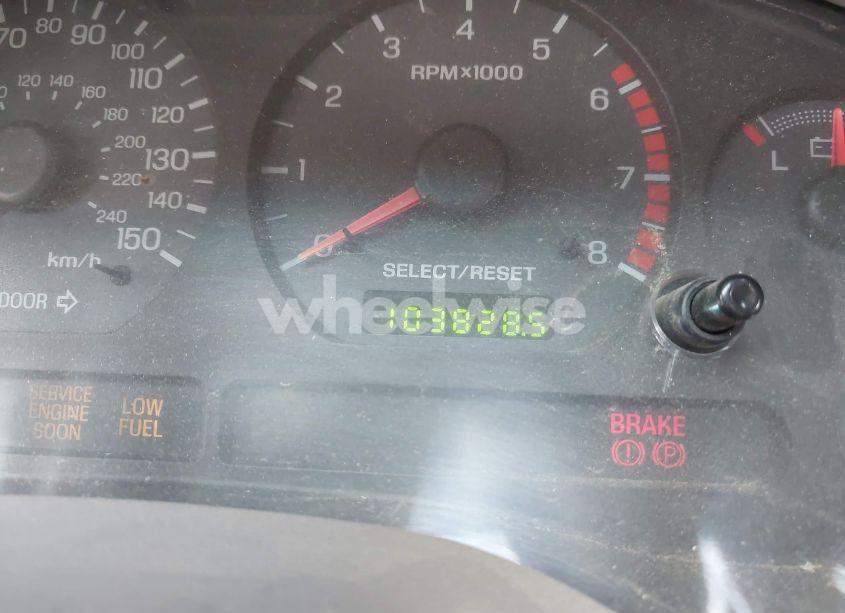 70 80 90 100 110 120 130 140 150
120 140 160 180 200 220 240
km/h
DOOR
0 1 2 3 4 5 6 7 8
RPM×1000
SELECT/RESET
wheelwise
103828.5
L
SERVICE
ENGINE
SOON
LOW
FUEL
BRAKE
(!) (P)